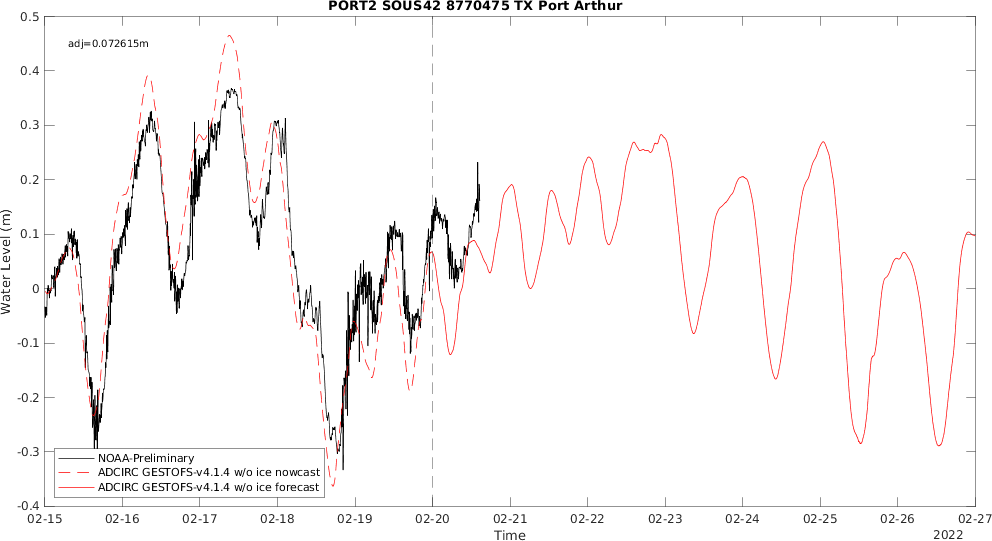 PORT2 SOUS42 8770475 TX Port Arthur
adj=0.072615m
0.5
0.4
0.3
0.2
0.1
0
-0.1
-0.2
-0.3
-0.4
Water Level (m)
NOAA-Preliminary
ADCIRC GESTOFS-v4.1.4 w/o ice nowcast
ADCIRC GESTOFS-v4.1.4 w/o ice forecast
02-15 02-16 02-17 02-18 02-19 02-20 02-21 02-22 02-23 02-24 02-25 02-26 02-27
Time
2022